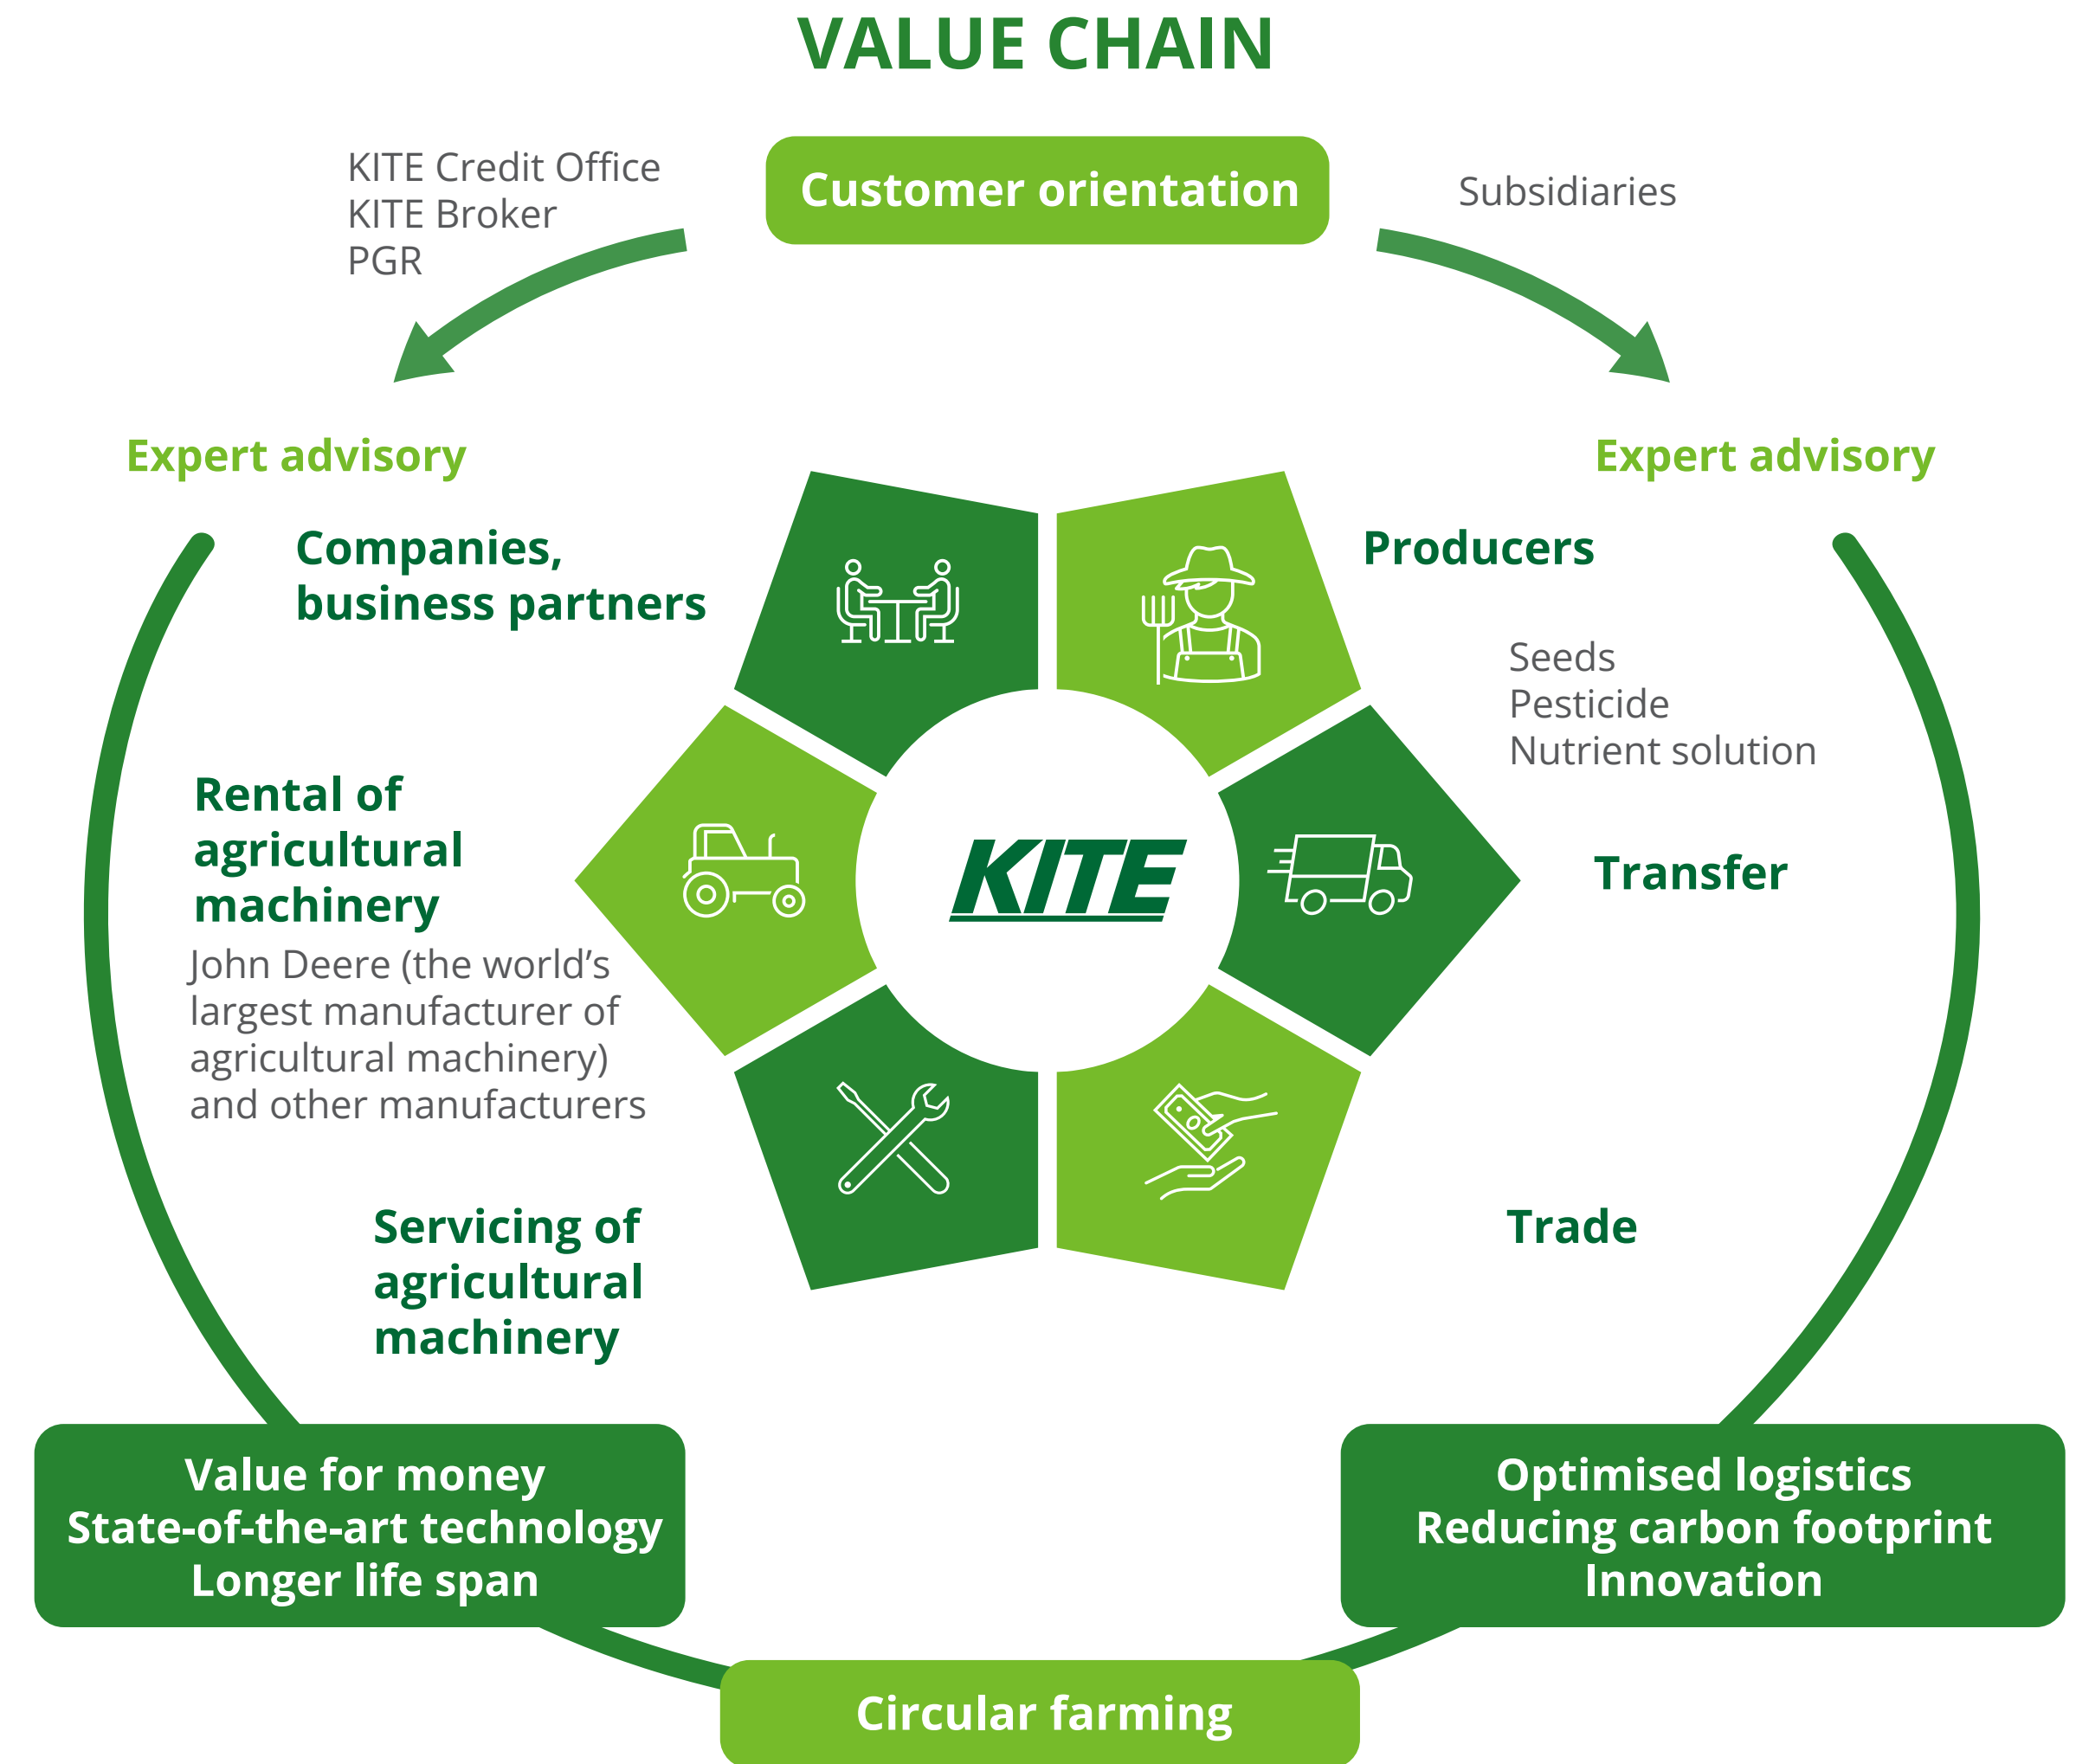 VALUE CHAIN
KITE Credit Office
KITE Broker
PGR
Customer orientation
Subsidiaries
Expert advisory
Expert advisory
Companies,
business partners
Producers
Seeds
Pesticide
Nutrient solution
Rental of
agricultural
machinery
John Deere (the world’s
largest manufacturer of
agricultural machinery)
and other manufacturers
KITE
Transfer
Servicing of
agricultural
machinery
Trade
Value for money
State-of-the-art technology
Longer life span
Optimised logistics
Reducing carbon footprint
Innovation
Circular farming